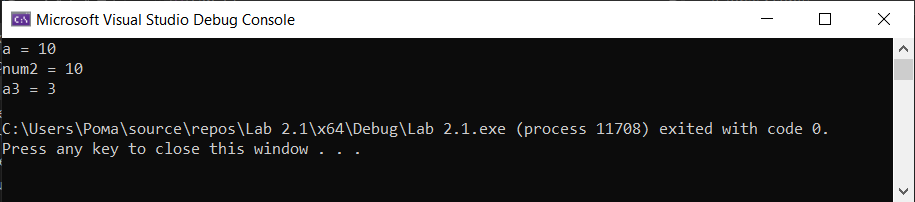 Microsoft Visual Studio Debug Console
a = 10
num2 = 10
a3 = 3
C:\Users\Рома\source\repos\Lab 2.1\x64\Debug\Lab 2.1.exe (process 11708) exited with code 0.
Press any key to close this window . . .